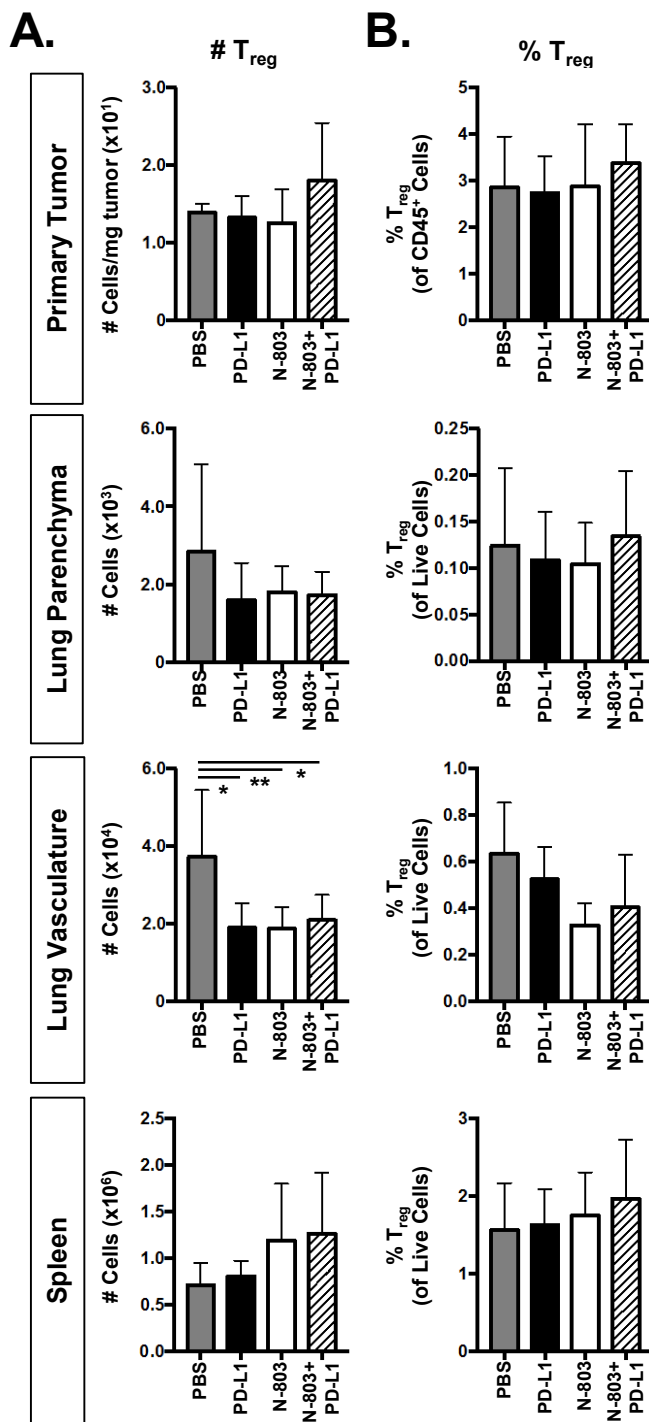 A.
B.
# Treg
% Treg
Primary Tumor
# Cells/mg tumor (x10¹)
3.0
2.0
1.0
0
PBS
PD-L1
N-803
N-803+
PD-L1
% Treg
(of CD45⁺ Cells)
5
4
3
2
1
0
PBS
PD-L1
N-803
N-803+
PD-L1
Lung Parenchyma
# Cells (x10³)
6.0
4.0
2.0
0
PBS
PD-L1
N-803
N-803+
PD-L1
% Treg
(of Live Cells)
0.25
0.20
0.15
0.10
0.05
0.00
PBS
PD-L1
N-803
N-803+
PD-L1
Lung Vasculature
# Cells (x10⁴)
6.0
4.0
2.0
0
*
**
*
PBS
PD-L1
N-803
N-803+
PD-L1
% Treg
(of Live Cells)
1.0
0.8
0.6
0.4
0.2
0.0
PBS
PD-L1
N-803
N-803+
PD-L1
Spleen
# Cells (x10⁶)
2.5
2.0
1.5
1.0
0.5
0.0
PBS
PD-L1
N-803
N-803+
PD-L1
% Treg
(of Live Cells)
3
2
1
0
PBS
PD-L1
N-803
N-803+
PD-L1